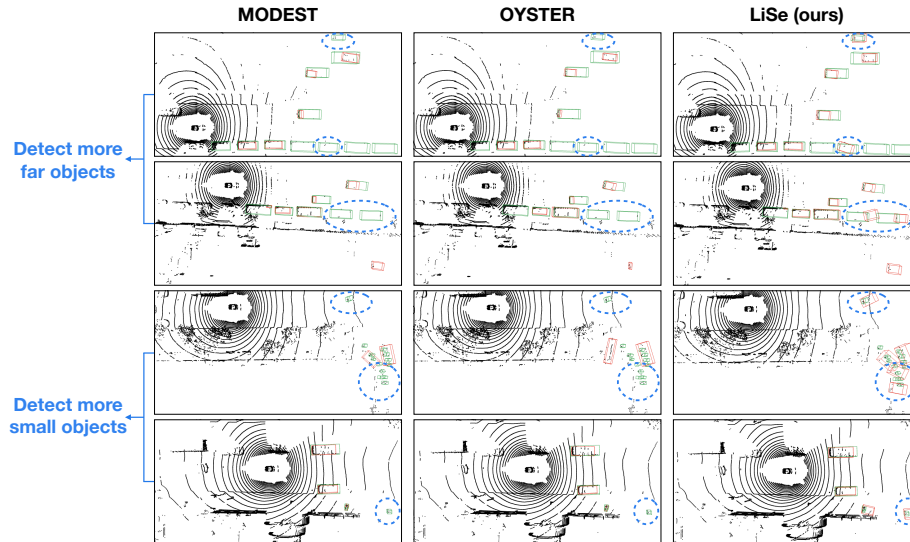 MODEST
OYSTER
LiSe (ours)
Detect more
far objects
Detect more
small objects